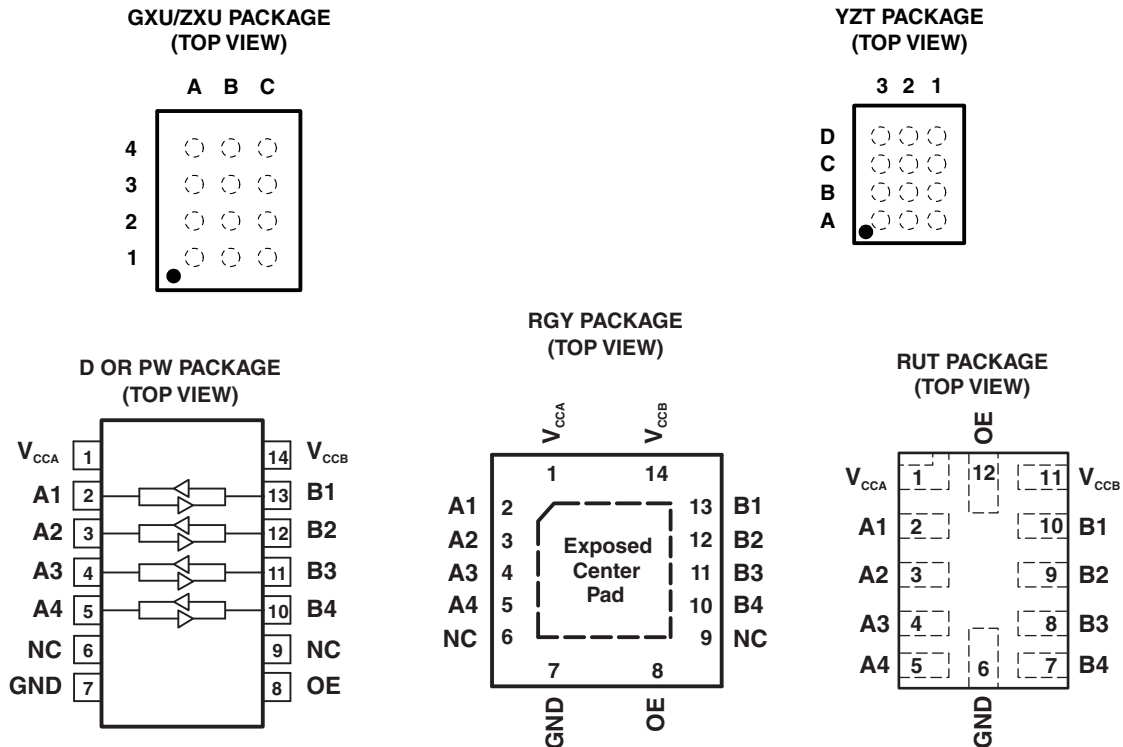 GXU/ZXU PACKAGE
(TOP VIEW)
A B C
4
3
2
1
YZT PACKAGE
(TOP VIEW)
3 2 1
D
C
B
A
D OR PW PACKAGE
(TOP VIEW)
VCCA 1 14 VCCB
A1 2 13 B1
A2 3 12 B2
A3 4 11 B3
A4 5 10 B4
NC 6 9 NC
GND 7 8 OE
RGY PACKAGE
(TOP VIEW)
VCCA VCCB
1 14
A1 2 13 B1
A2 3 12 B2
A3 4 11 B3
A4 5 10 B4
NC 6 9 NC
Exposed
Center
Pad
7 8
GND OE
RUT PACKAGE
(TOP VIEW)
OE
VCCA 1 12 11 VCCB
A1 2 10 B1
A2 3 9 B2
A3 4 8 B3
A4 5 6 7 B4
GND